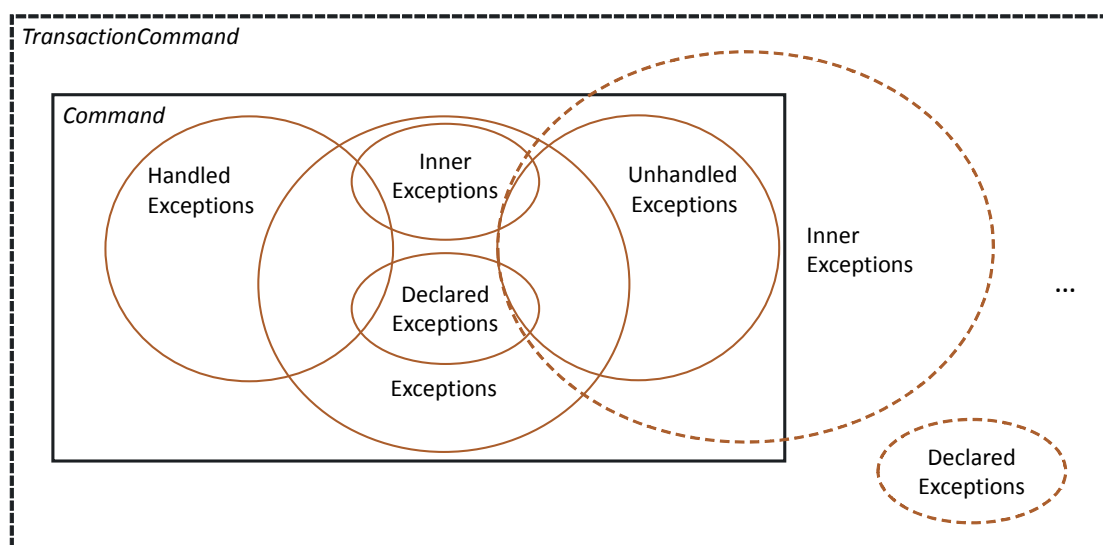 TransactionCommand
Command
Handled
Exceptions
Inner
Exceptions
Unhandled
Exceptions
Inner
Exceptions
...
Declared
Exceptions
Exceptions
Declared
Exceptions